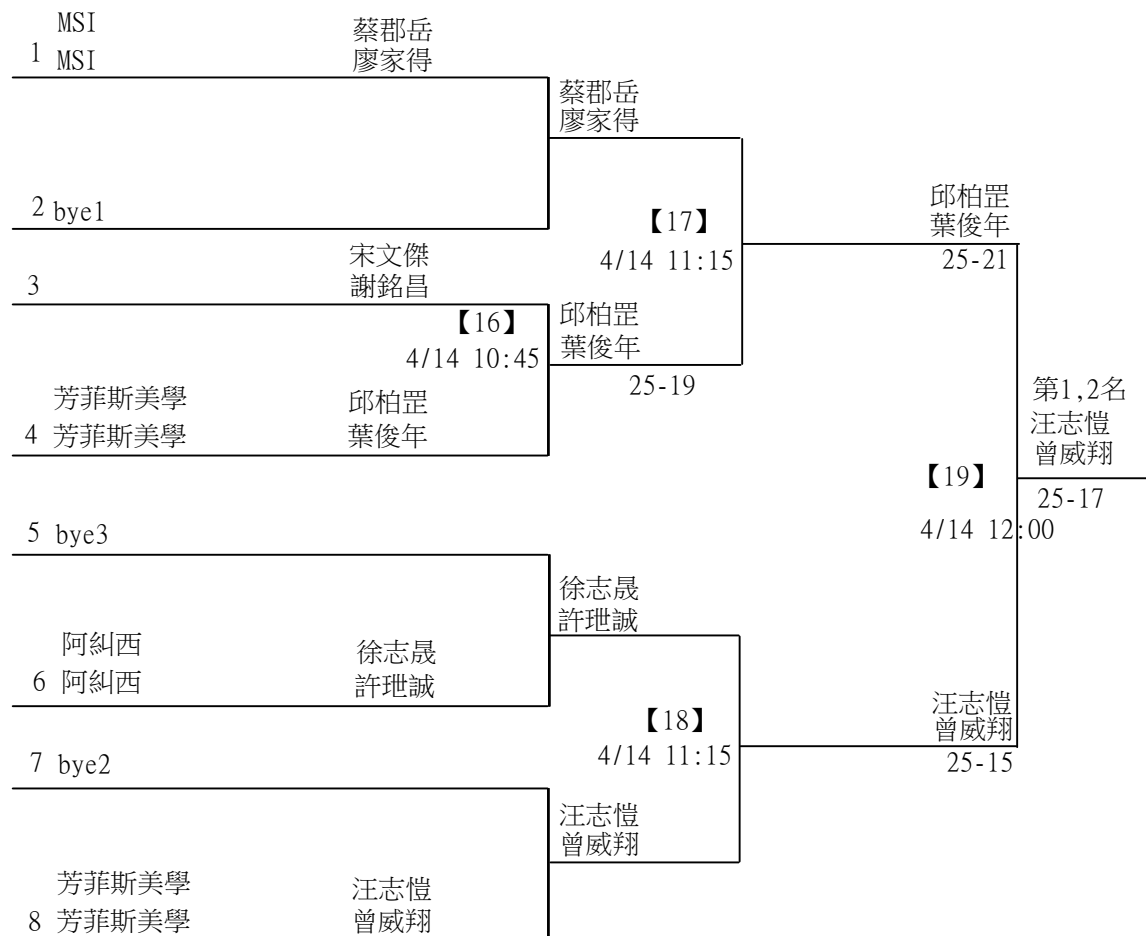 MSI 蔡郡岳
1 MSI 廖家得
蔡郡岳
廖家得
2 bye1
【17】
4/14 11:15
邱柏罡
葉俊年
25-21
宋文傑
3 謝銘昌
【16】
4/14 10:45
邱柏罡
葉俊年
25-19
芳菲斯美學 邱柏罡
4 芳菲斯美學 葉俊年
第1,2名
汪志愷
曾威翔
【19】
25-17
4/14 12:00
5 bye3
徐志晟
許玴誠
阿糾西 徐志晟
6 阿糾西 許玴誠
【18】
4/14 11:15
汪志愷
曾威翔
25-15
7 bye2
汪志愷
曾威翔
芳菲斯美學 汪志愷
8 芳菲斯美學 曾威翔